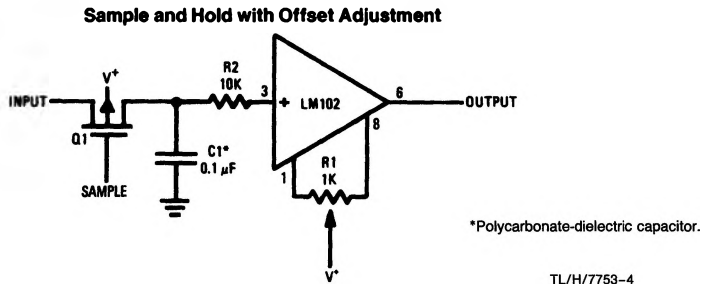 Sample and Hold with Offset Adjustment
V+
INPUT
Q1
SAMPLE
C1*
0.1 µF
R2
10K
3
+
LM102
6
OUTPUT
8
1
R1
1K
V+
*Polycarbonate-dielectric capacitor.
TL/H/7753–4